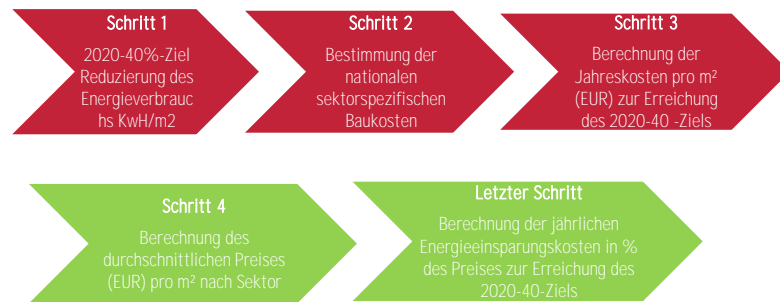 Schritt 1
2020-40%-Ziel
Reduzierung des
Energieverbrauc
hs KwH/m2
Schritt 2
Bestimmung der
nationalen
sektorspezifischen
Baukosten
Schritt 3
Berechnung der
Jahreskosten pro m²
(EUR) zur Erreichung
des 2020-40 -Ziels
Schritt 4
Berechnung des
durchschnittlichen Preises
(EUR) pro m² nach Sektor
Letzter Schritt
Berechnung der jährlichen
Energieeinsparungskosten in %
des Preises zur Erreichung des
2020-40-Ziels